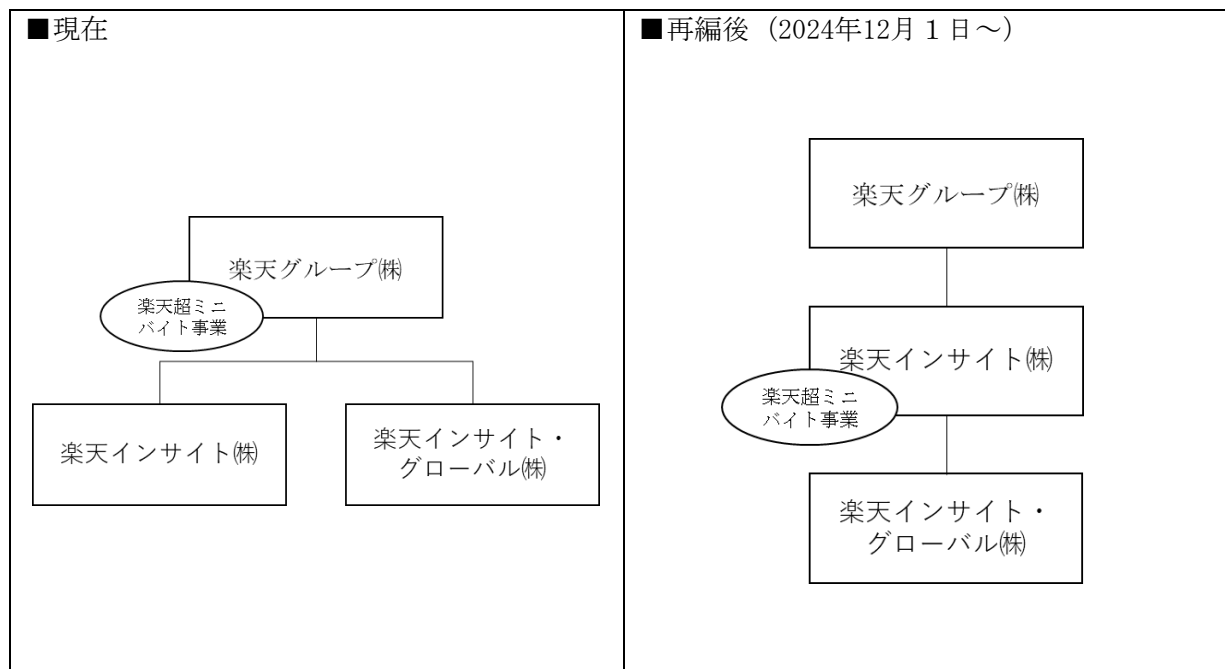 ■現在
楽天グループ㈱
楽天超ミニ
バイト事業
楽天インサイト㈱
楽天インサイト・
グローバル㈱
■再編後（2024年12月１日～）
楽天グループ㈱
楽天インサイト㈱
楽天超ミニ
バイト事業
楽天インサイト・
グローバル㈱